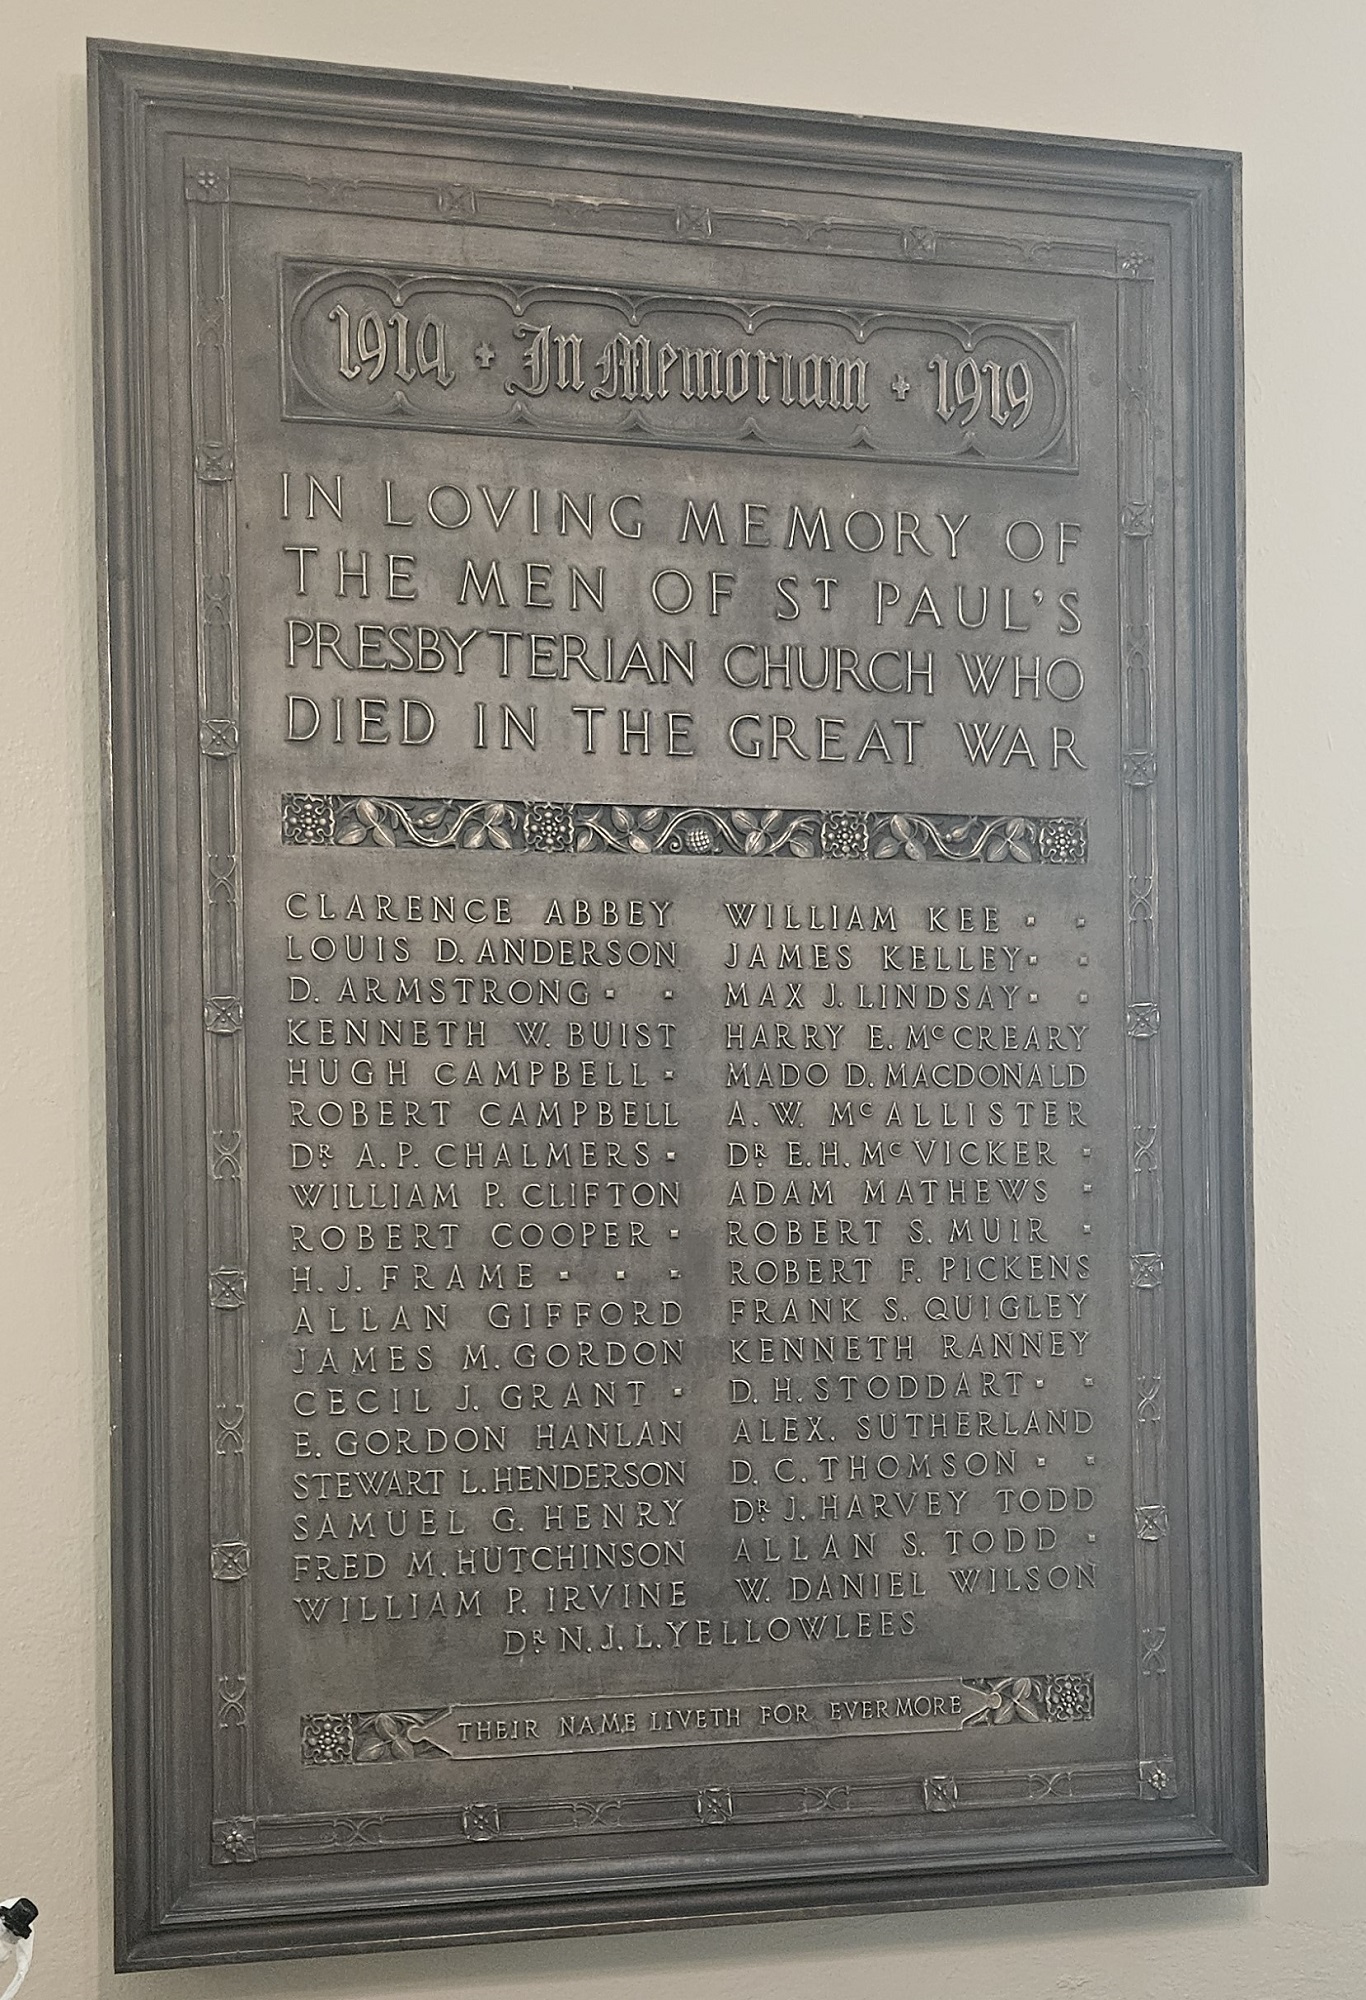 1914 + In Memoriam + 1919
IN LOVING MEMORY OF
THE MEN OF ST PAUL'S
PRESBYTERIAN CHURCH WHO
DIED IN THE GREAT WAR
CLARENCE ABBEY
LOUIS D. ANDERSON
D. ARMSTRONG
KENNETH W. BUIST
HUGH CAMPBELL
ROBERT CAMPBELL
DR. A. P. CHALMERS
WILLIAM P. CLIFTON
ROBERT COOPER
H. J. FRAME
ALLAN GIFFORD
JAMES M. GORDON
CECIL J. GRANT
E. GORDON HANLAN
STEWART L. HENDERSON
SAMUEL G. HENRY
FRED M. HUTCHINSON
WILLIAM P. IRVINE
WILLIAM KEE
JAMES KELLEY
MAX J. LINDSAY
HARRY E. McCREARY
MADO D. MACDONALD
A. W. McALLISTER
DR E. H. McVICKER
ADAM MATHEWS
ROBERT S. MUIR
ROBERT F. PICKENS
FRANK S. QUIGLEY
KENNETH RANNEY
D. H. STODDART
ALEX. SUTHERLAND
D. C. THOMSON
DR. J. HARVEY TODD
ALLAN S. TODD
W. DANIEL WILSON
DR. N. J. L. YELLOWLEES
THEIR NAME LIVETH FOR EVERMORE